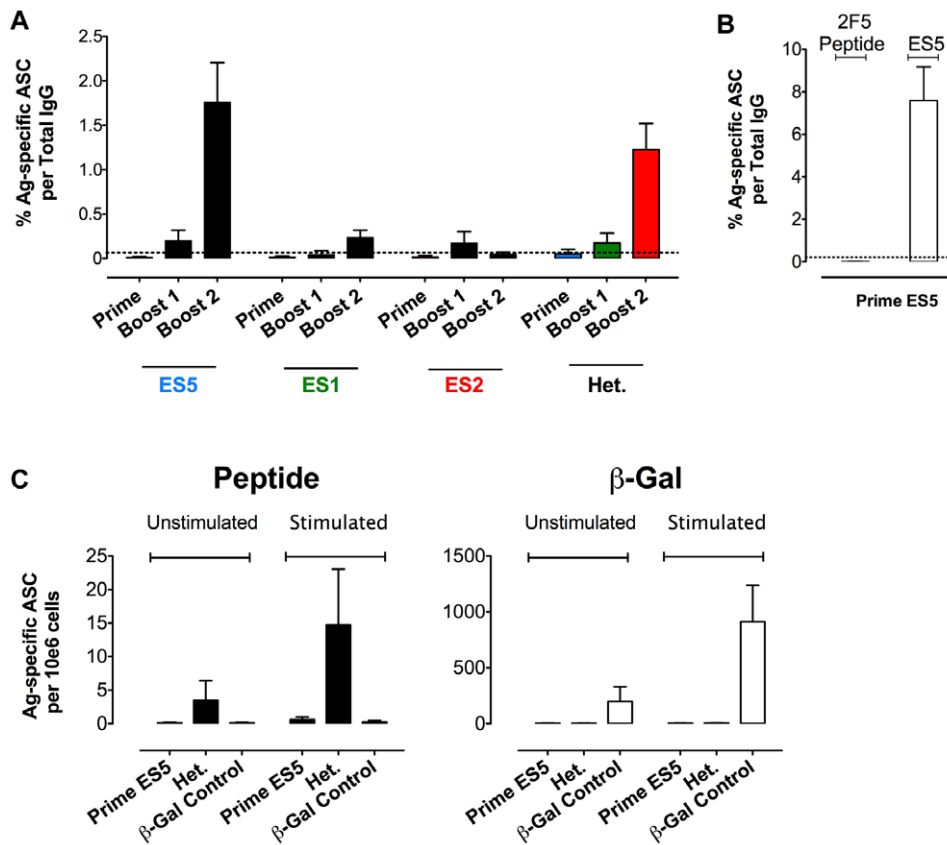 A
% Ag-specific ASC
per Total IgG
2.5
2.0
1.5
1.0
0.5
0
Prime
Boost 1
Boost 2
Prime
Boost 1
Boost 2
Prime
Boost 1
Boost 2
Prime
Boost 1
Boost 2
ES5
ES1
ES2
Het.
B
2F5
Peptide
ES5
% Ag-specific ASC
per Total IgG
10
8
6
4
2
0
Prime ES5
C
Peptide
Unstimulated
Stimulated
Ag-specific ASC
per 10e6 cells
25
20
15
10
5
0
Prime ES5
Het.
β-Gal Control
Prime ES5
Het.
β-Gal Control
β-Gal
Unstimulated
Stimulated
1500
1000
500
0
Prime ES5
Het.
β-Gal Control
Prime ES5
Het.
β-Gal Control